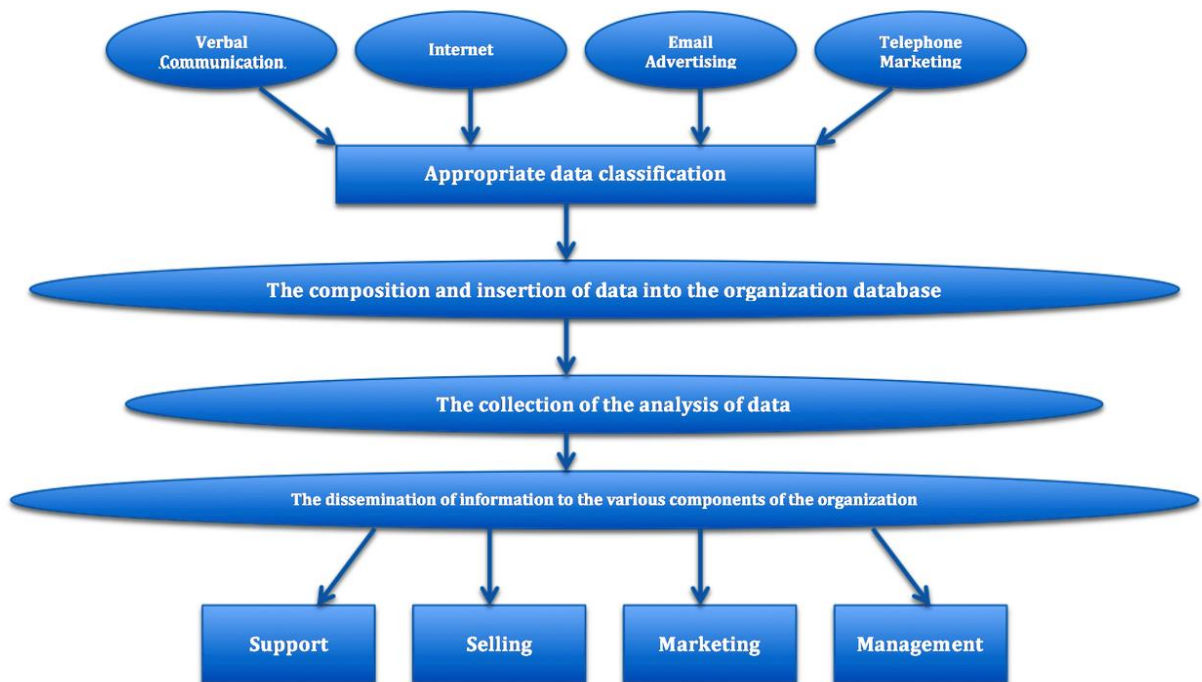 Verbal
Communication
Internet
Email
Advertising
Telephone
Marketing
Appropriate data classification
The composition and insertion of data into the organization database
The collection of the analysis of data
The dissemination of information to the various components of the organization
Support
Selling
Marketing
Management